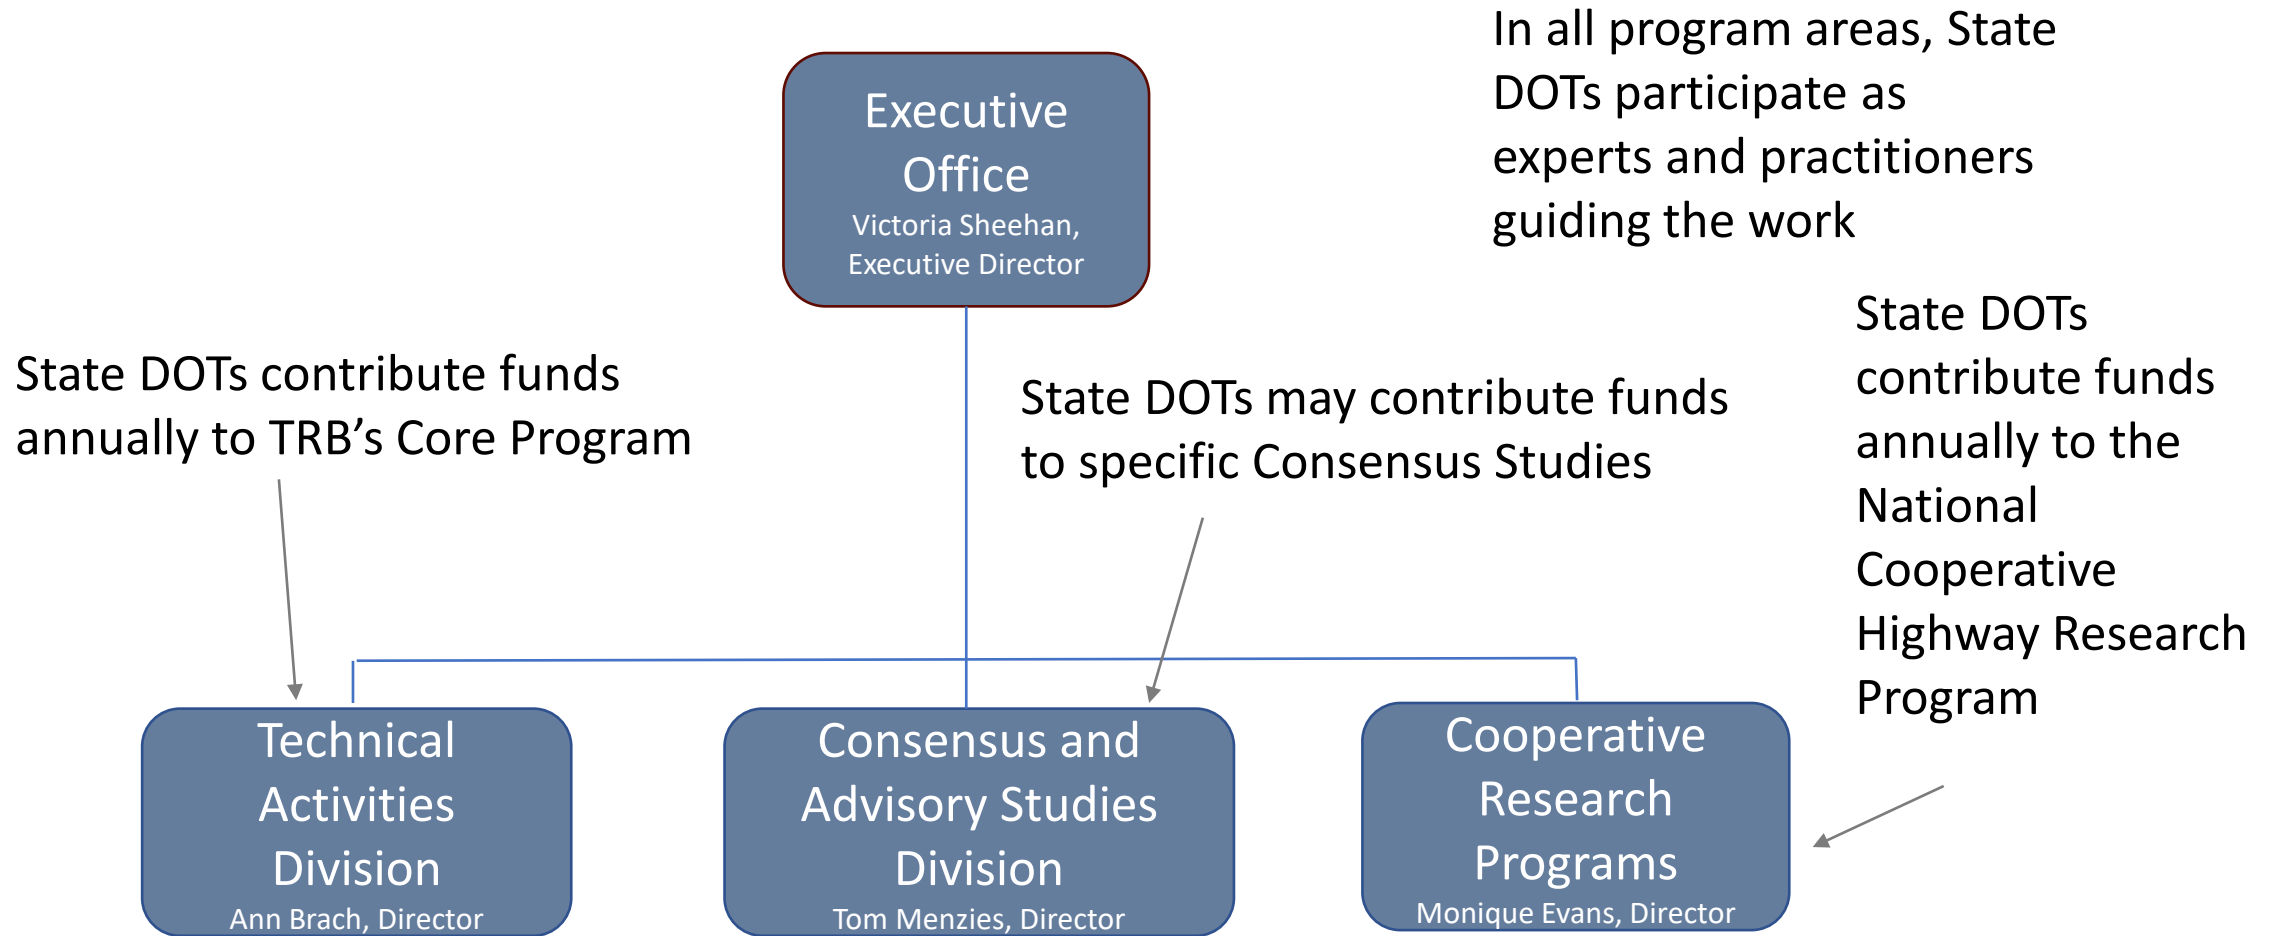 In all program areas, State
DOTs participate as
experts and practitioners
guiding the work
Executive
Office
Victoria Sheehan,
Executive Director
State DOTs contribute funds
annually to TRB’s Core Program
State DOTs may contribute funds
to specific Consensus Studies
State DOTs
contribute funds
annually to the
National
Cooperative
Highway Research
Program
Technical
Activities
Division
Ann Brach, Director
Consensus and
Advisory Studies
Division
Tom Menzies, Director
Cooperative
Research
Programs
Monique Evans, Director